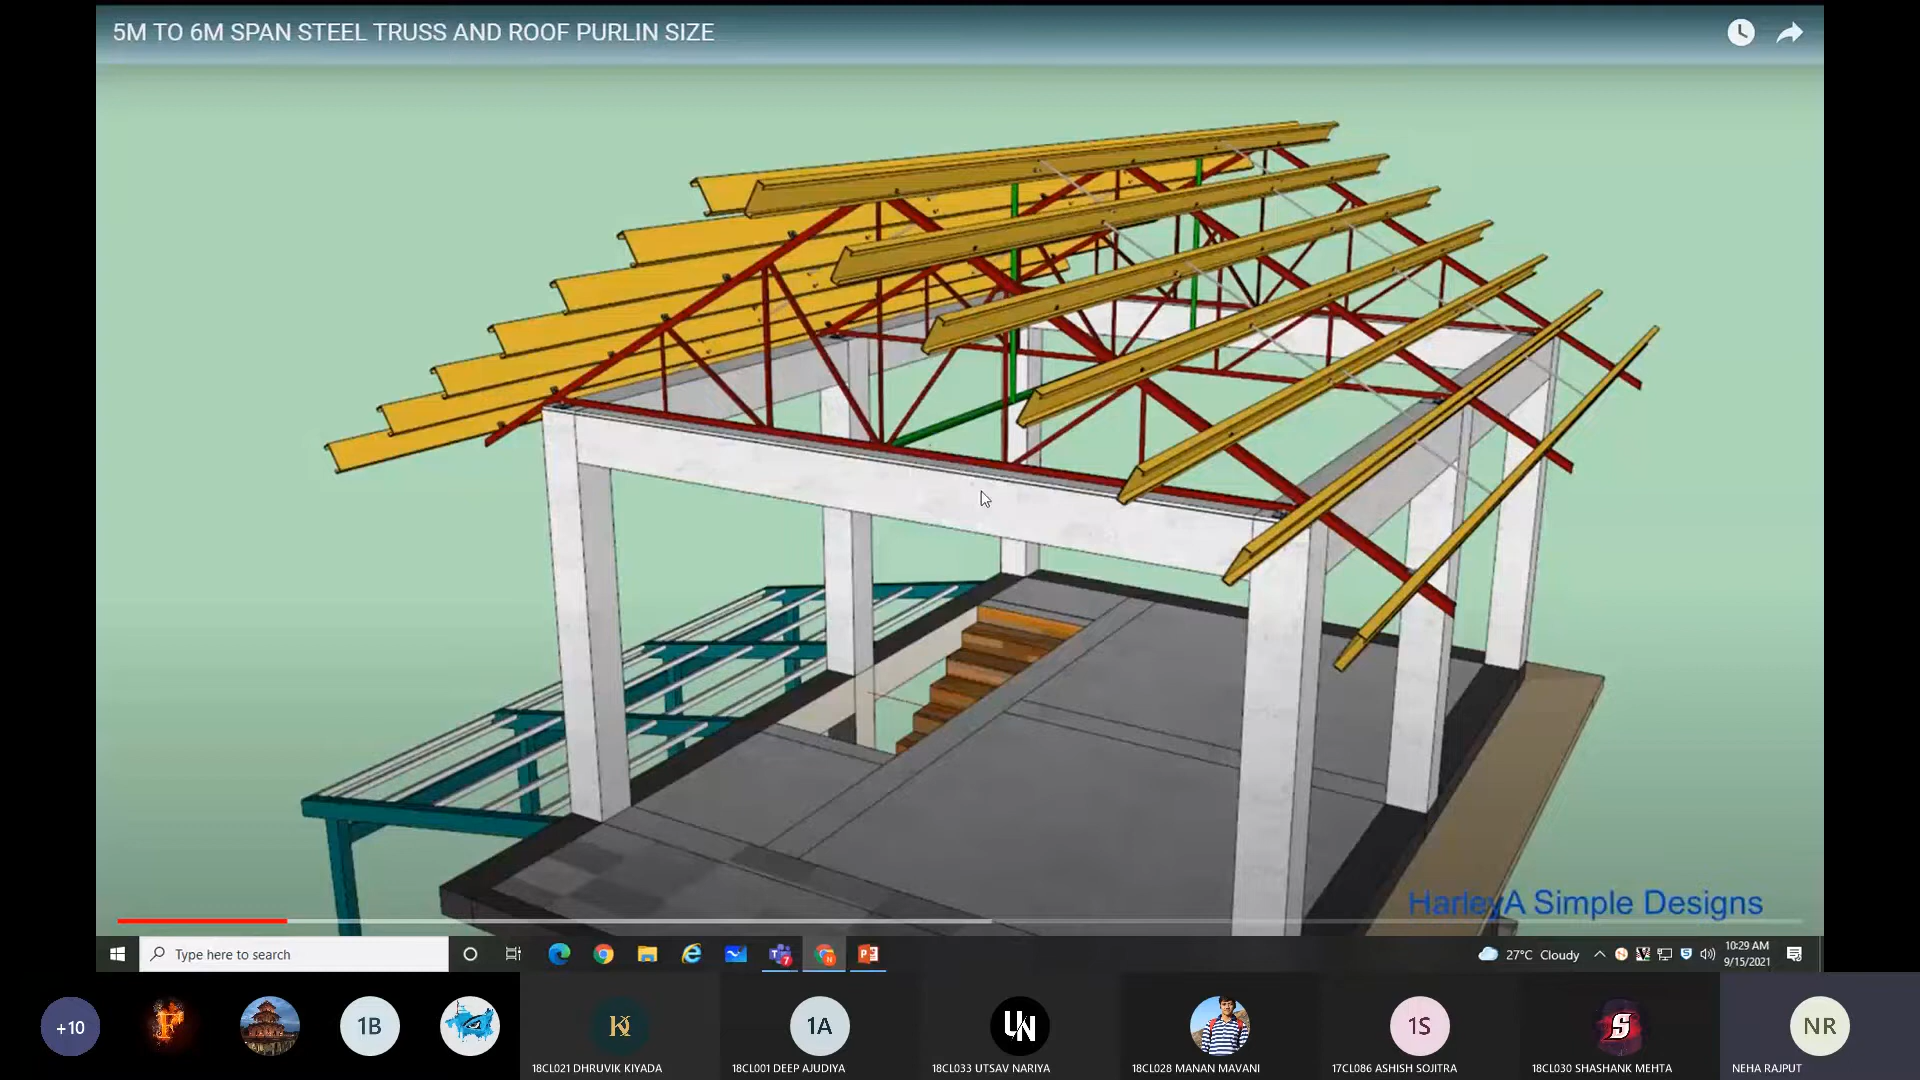 5M TO 6M SPAN STEEL TRUSS AND ROOF PURLIN SIZE
HarleyA Simple Designs
Type here to search
7
N
27°C Cloudy
10:29 AM
9/15/2021
+10
F
1B
K
1A
UN
1S
S
NR
18CL021 DHRUVIK KIYADA
18CL001 DEEP AJUDIYA
18CL033 UTSAV NARIYA
18CL028 MANAN MAVANI
17CL086 ASHISH SOJITRA
18CL030 SHASHANK MEHTA
NEHA RAJPUT